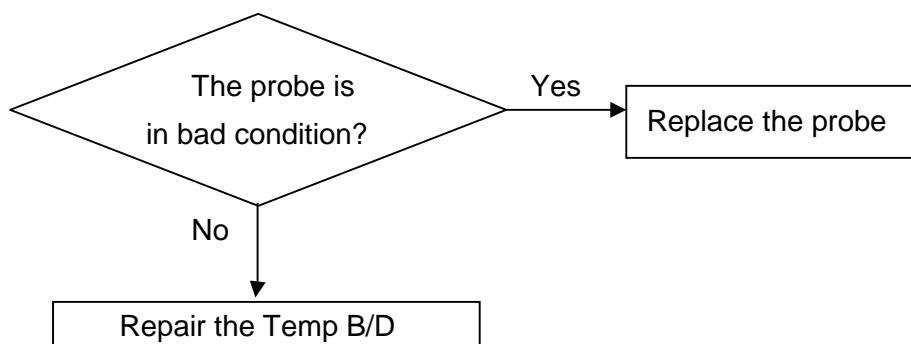 The probe is
in bad condition?
Yes
Replace the probe
No
Repair the Temp B/D